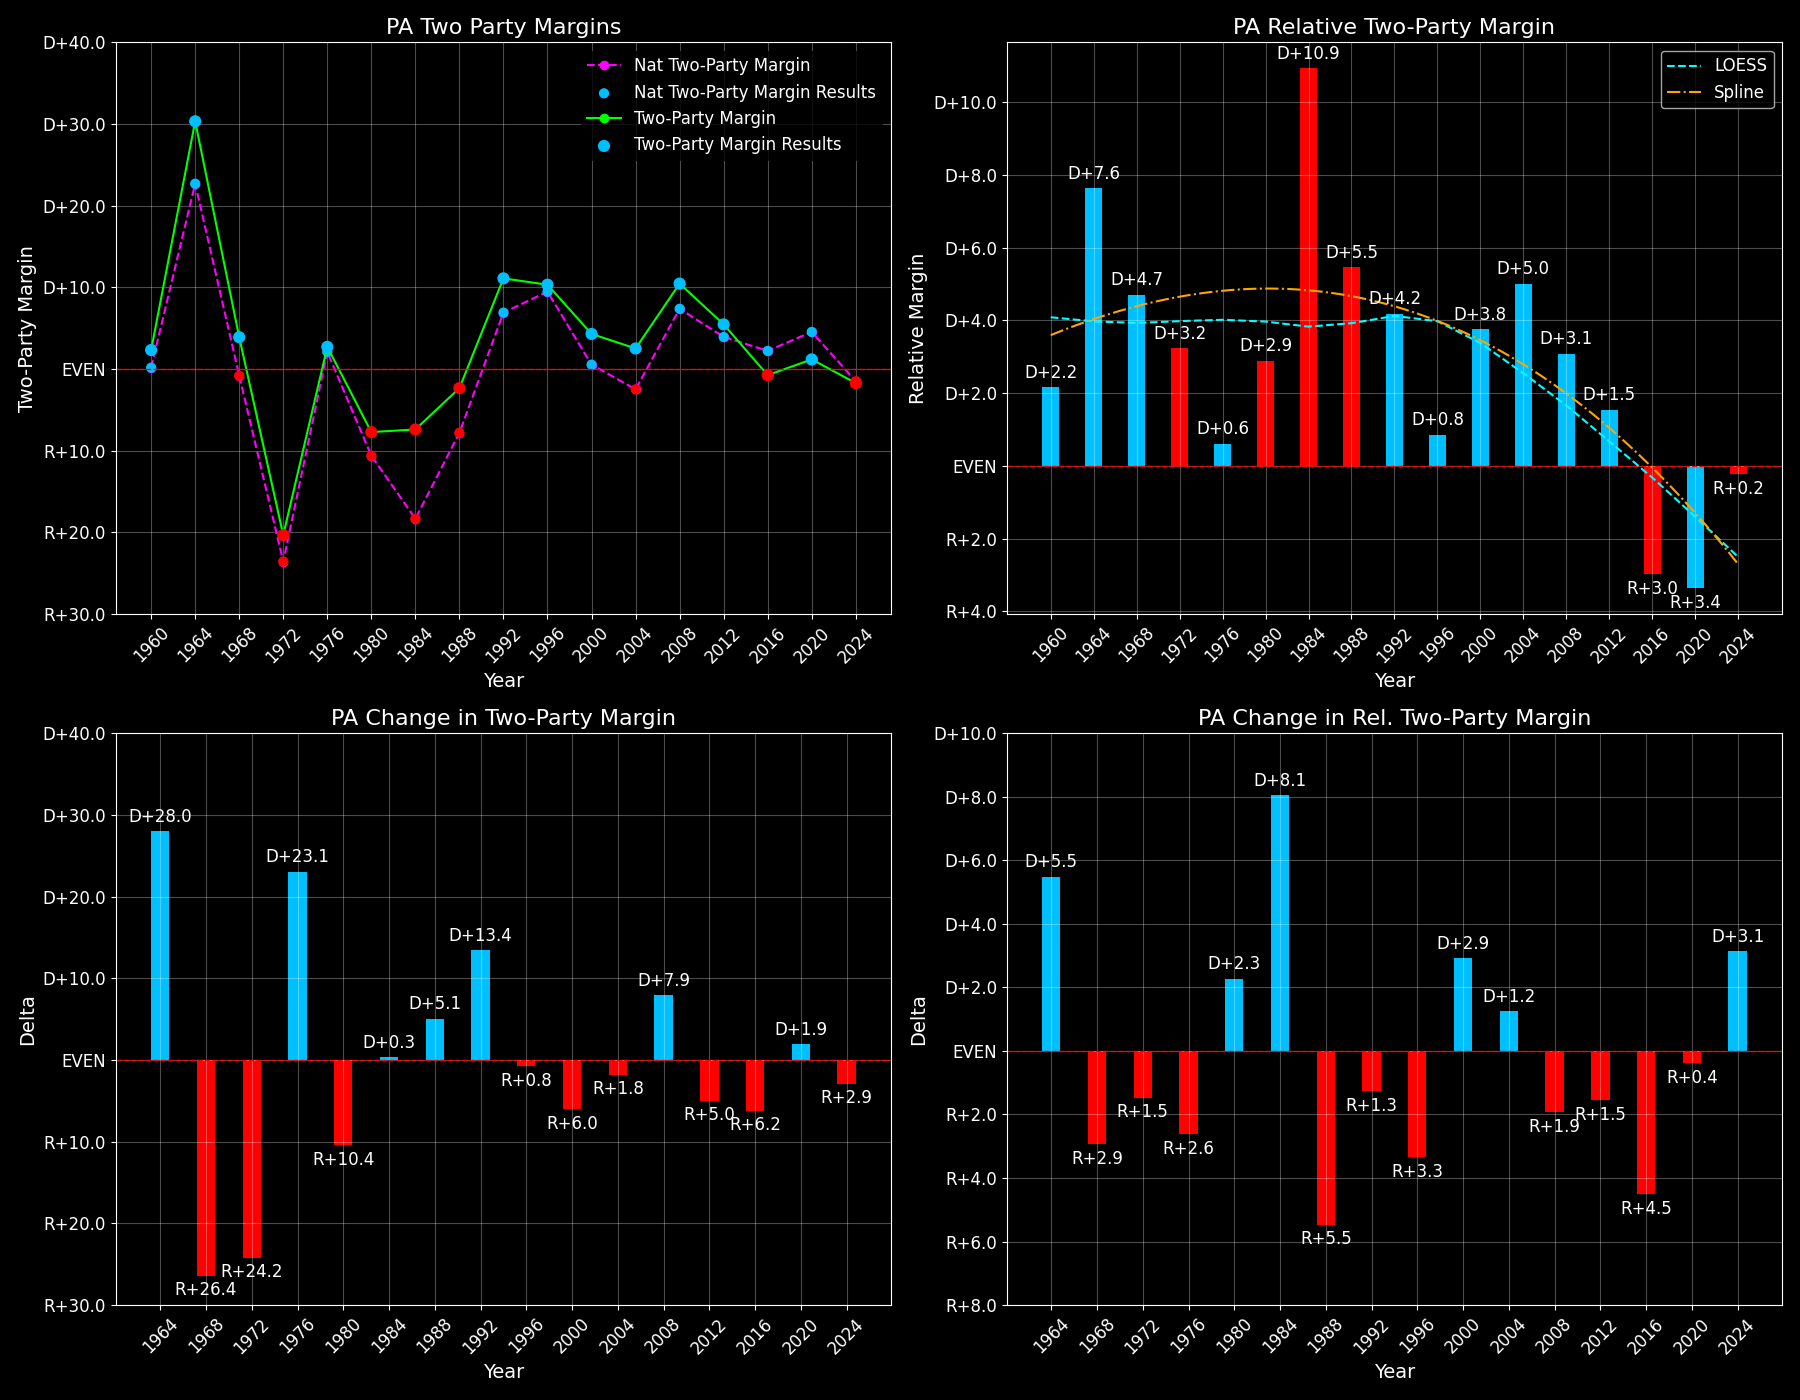 PA Two Party Margins
D+40.0
D+30.0
D+20.0
D+10.0
EVEN
R+10.0
R+20.0
R+30.0
Two-Party Margin
Nat Two-Party Margin
Nat Two-Party Margin Results
Two-Party Margin
Two-Party Margin Results
1960
1964
1968
1972
1976
1980
1984
1988
1992
1996
2000
2004
2008
2012
2016
2020
2024
Year
PA Relative Two-Party Margin
D+10.0
D+8.0
D+6.0
D+4.0
D+2.0
EVEN
R+2.0
R+4.0
Relative Margin
LOESS
Spline
D+2.2
D+7.6
D+4.7
D+3.2
D+0.6
D+2.9
D+10.9
D+5.5
D+4.2
D+0.8
D+3.8
D+5.0
D+3.1
D+1.5
R+3.0
R+3.4
R+0.2
1960
1964
1968
1972
1976
1980
1984
1988
1992
1996
2000
2004
2008
2012
2016
2020
2024
Year
PA Change in Two-Party Margin
D+40.0
D+30.0
D+20.0
D+10.0
EVEN
R+10.0
R+20.0
R+30.0
Delta
D+28.0
R+26.4
R+24.2
D+23.1
R+10.4
D+0.3
D+5.1
D+13.4
R+0.8
R+6.0
R+1.8
D+7.9
R+5.0
R+6.2
D+1.9
R+2.9
1964
1968
1972
1976
1980
1984
1988
1992
1996
2000
2004
2008
2012
2016
2020
2024
Year
PA Change in Rel. Two-Party Margin
D+10.0
D+8.0
D+6.0
D+4.0
D+2.0
EVEN
R+2.0
R+4.0
R+6.0
R+8.0
Delta
D+5.5
R+2.9
R+1.5
R+2.6
D+2.3
D+8.1
R+5.5
R+1.3
R+3.3
D+2.9
D+1.2
R+1.9
R+1.5
R+4.5
R+0.4
D+3.1
1964
1968
1972
1976
1980
1984
1988
1992
1996
2000
2004
2008
2012
2016
2020
2024
Year